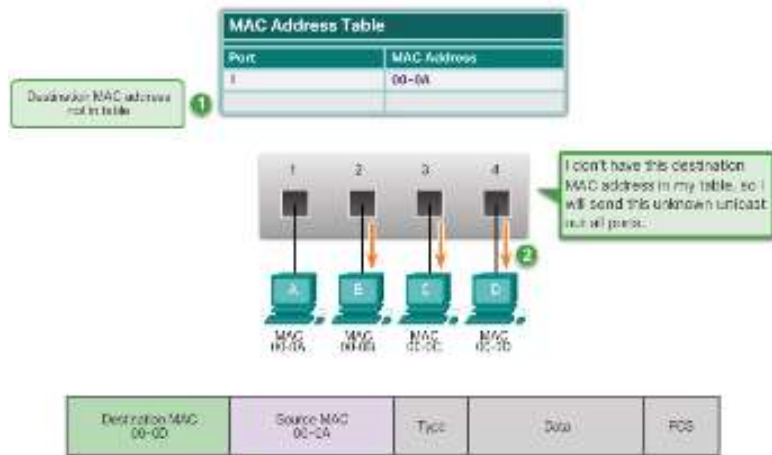 MAC Address Table
Port MAC Address
1 00-0A
Destination MAC address
not in table
1
1 2 3 4
I don't have this destination
MAC address in my table, so I
will send this unknown unicast
out all ports.
2
A B C D
MAC MAC MAC MAC
00-0A 00-0B 00-0C 00-0D
Destination MAC
00-0D
Source MAC
00-0A
Type
Data
FCS